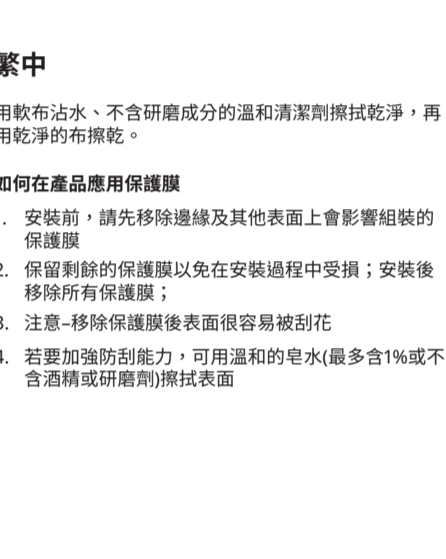 繁中
用軟布沾水、不含研磨成分的溫和清潔劑擦拭乾淨，再
用乾淨的布擦乾。
如何在產品應用保護膜
1. 安裝前，請先移除邊緣及其他表面上會影響組裝的
保護膜
2. 保留剩餘的保護膜以免在安裝過程中受損；安裝後
移除所有保護膜；
3. 注意–移除保護膜後表面很容易被刮花
4. 若要加強防刮能力，可用溫和的皂水(最多含1%或不
含酒精或研磨劑)擦拭表面